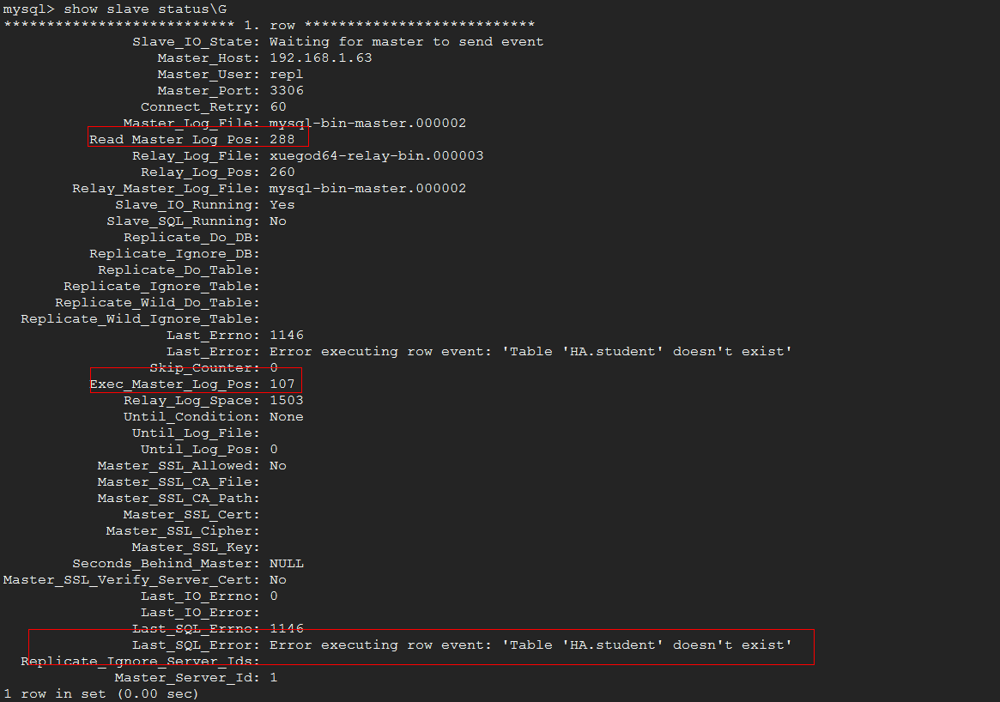 mysql> show slave status\G
*************************** 1. row ***************************
Slave_IO_State: Waiting for master to send event
Master_Host: 192.168.1.63
Master_User: repl
Master_Port: 3306
Connect_Retry: 60
Master_Log_File: mysql-bin-master.000002
Read_Master_Log_Pos: 288
Relay_Log_File: xuegod64-relay-bin.000003
Relay_Log_Pos: 260
Relay_Master_Log_File: mysql-bin-master.000002
Slave_IO_Running: Yes
Slave_SQL_Running: No
Replicate_Do_DB:
Replicate_Ignore_DB:
Replicate_Do_Table:
Replicate_Ignore_Table:
Replicate_Wild_Do_Table:
Replicate_Wild_Ignore_Table:
Last_Errno: 1146
Last_Error: Error executing row event: 'Table 'HA.student' doesn't exist'
Skip_Counter: 0
Exec_Master_Log_Pos: 107
Relay_Log_Space: 1503
Until_Condition: None
Until_Log_File:
Until_Log_Pos: 0
Master_SSL_Allowed: No
Master_SSL_CA_File:
Master_SSL_CA_Path:
Master_SSL_Cert:
Master_SSL_Cipher:
Master_SSL_Key:
Seconds_Behind_Master: NULL
Master_SSL_Verify_Server_Cert: No
Last_IO_Errno: 0
Last_IO_Error:
Last_SQL_Errno: 1146
Last_SQL_Error: Error executing row event: 'Table 'HA.student' doesn't exist'
Replicate_Ignore_Server_Ids:
Master_Server_Id: 1
1 row in set (0.00 sec)